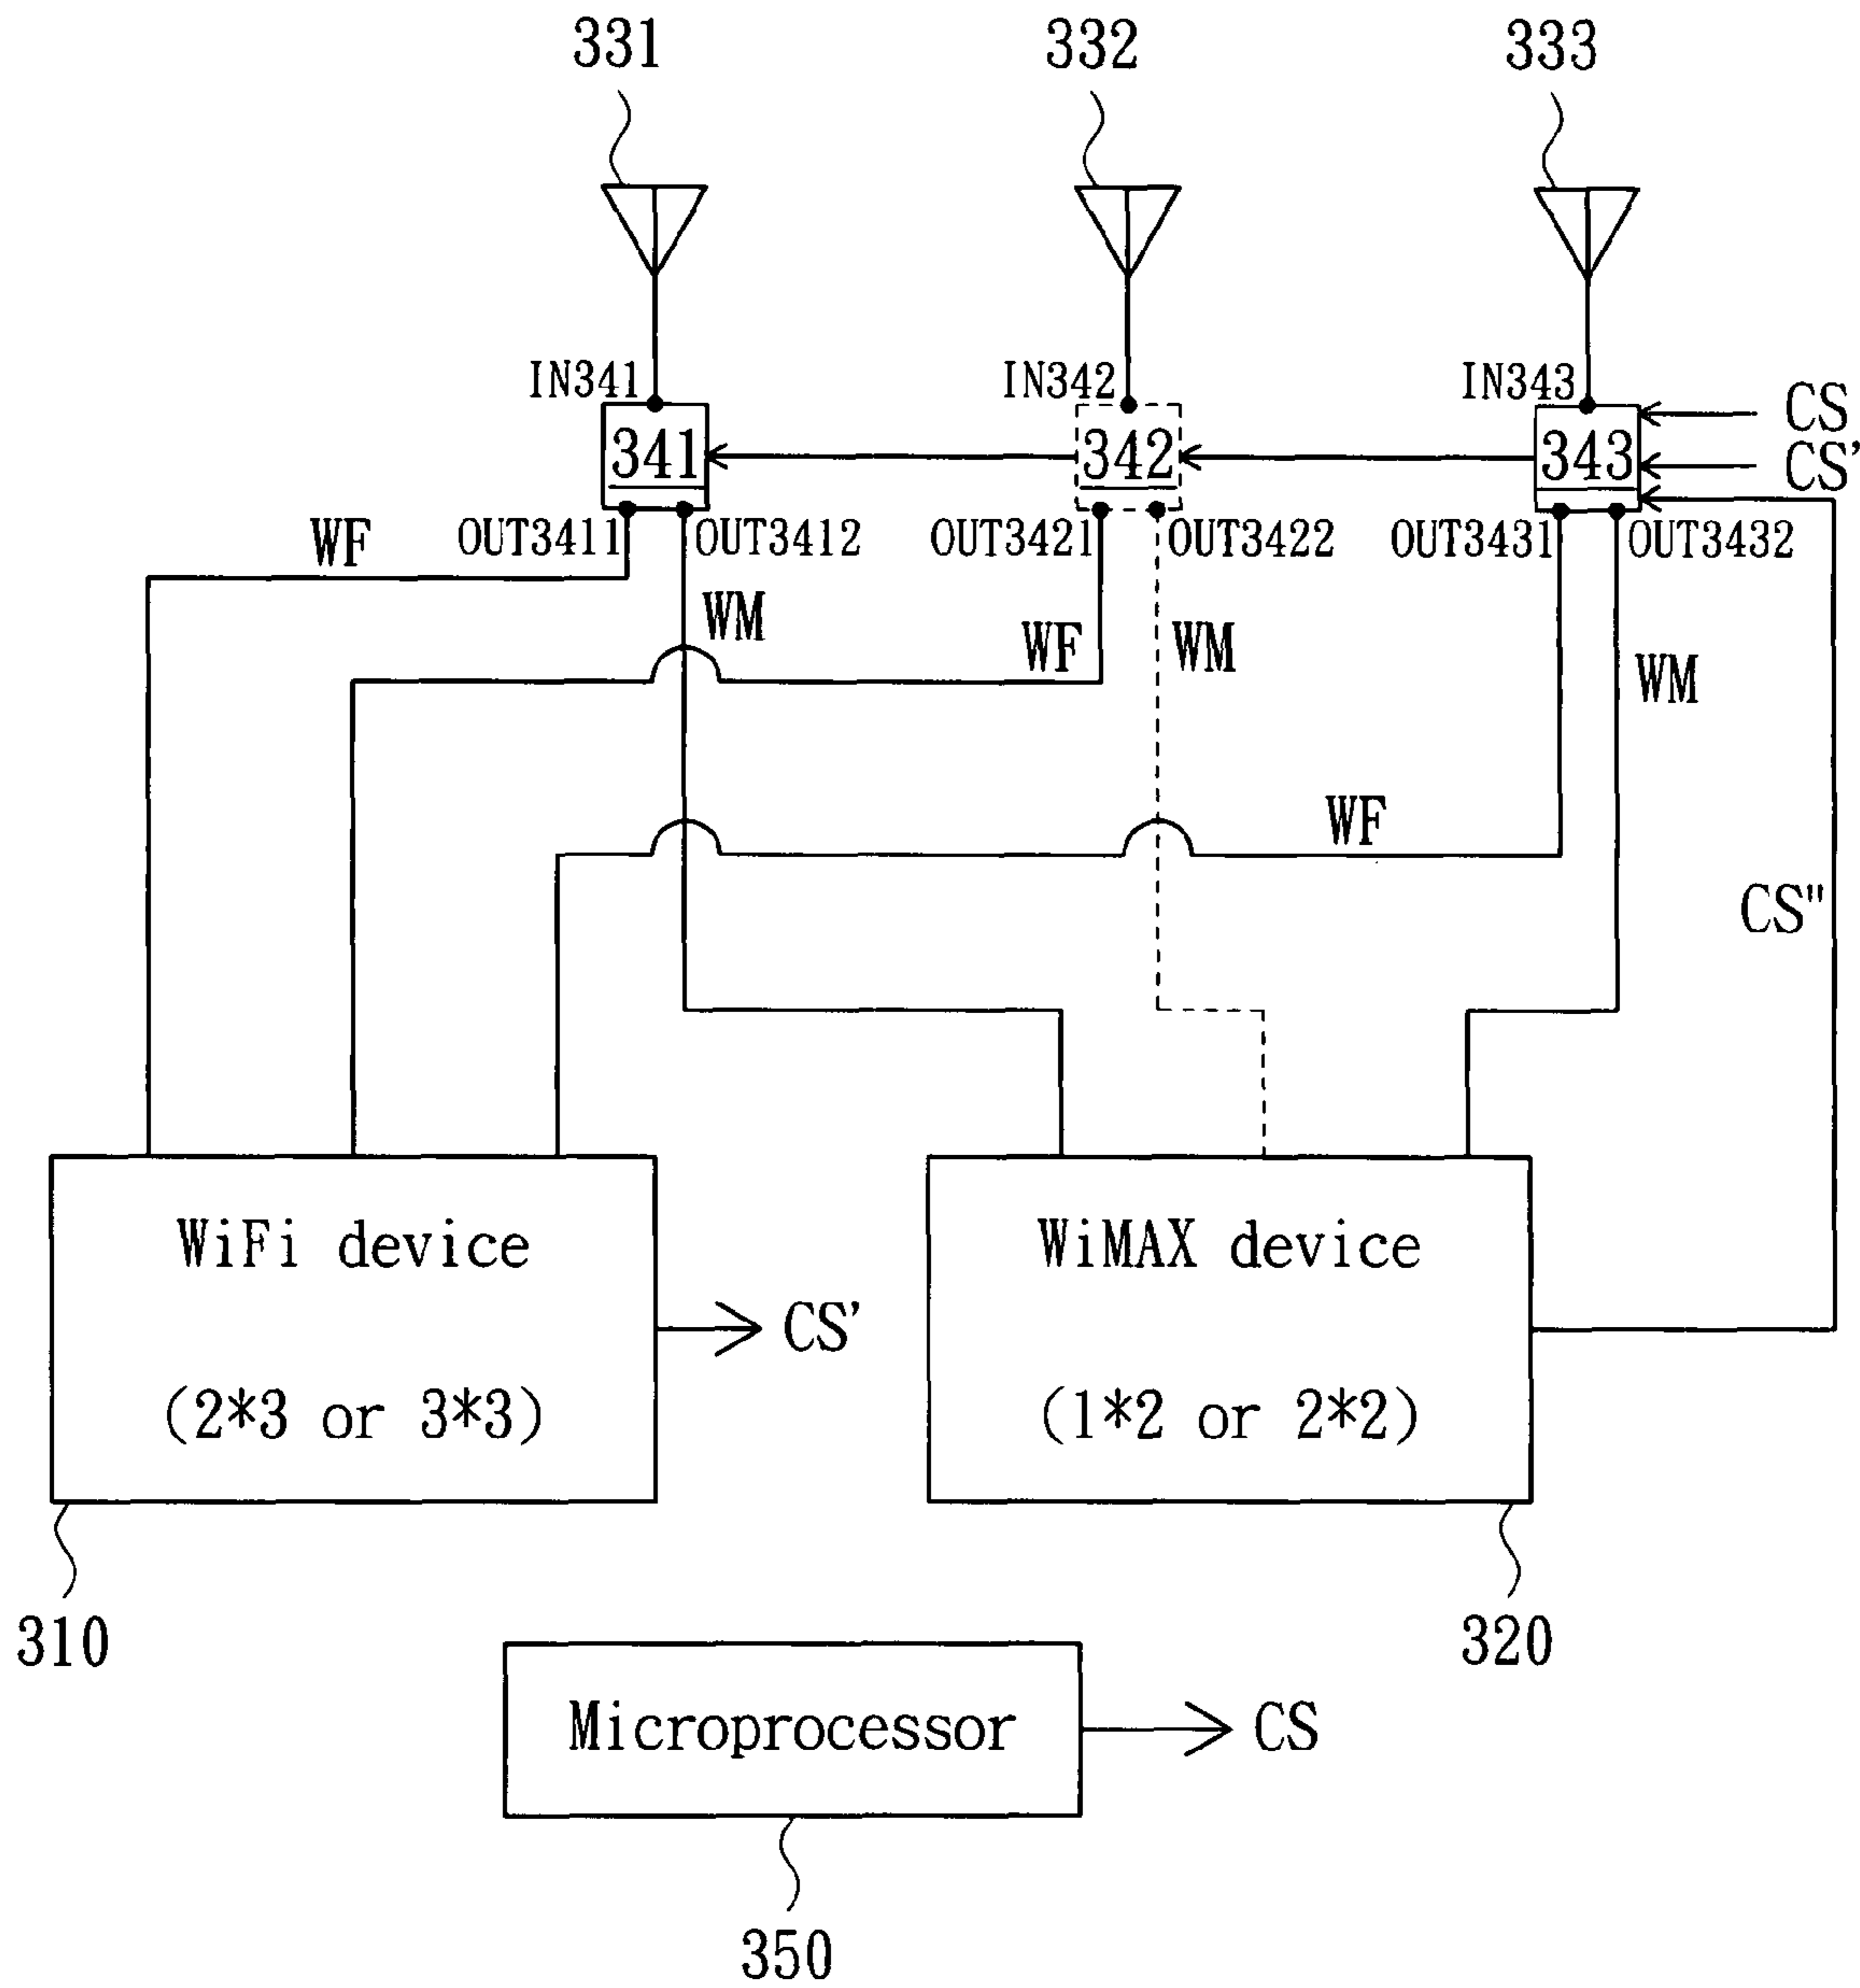 331 332 333
IN341 IN342 IN343 CS
341 342 343 CS'
WF OUT3411 OUT3412 OUT3421 OUT3422 OUT3431 OUT3432
WM WF WM WM
WF
CS"
WiFi device WiMAX device
CS'
(2*3 or 3*3) (1*2 or 2*2)
310 320
Microprocessor CS
350